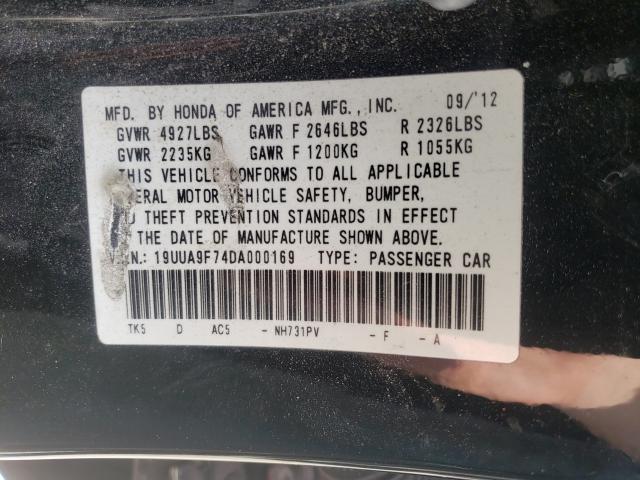 MFD. BY HONDA OF AMERICA MFG., INC. 09/'12
GVWR 4927LBS GAWR F 2646LBS R 2326LBS
GVWR 2235KG GAWR F 1200KG R 1055KG
THIS VEHICLE CONFORMS TO ALL APPLICABLE
ERAL MOTOR VEHICLE SAFETY, BUMPER,
D THEFT PREVENTION STANDARDS IN EFFECT
THE DATE OF MANUFACTURE SHOWN ABOVE.
.N.: 19UUA9F74DA000169 TYPE: PASSENGER CAR
TK5 D AC5 - NH731PV - F - A